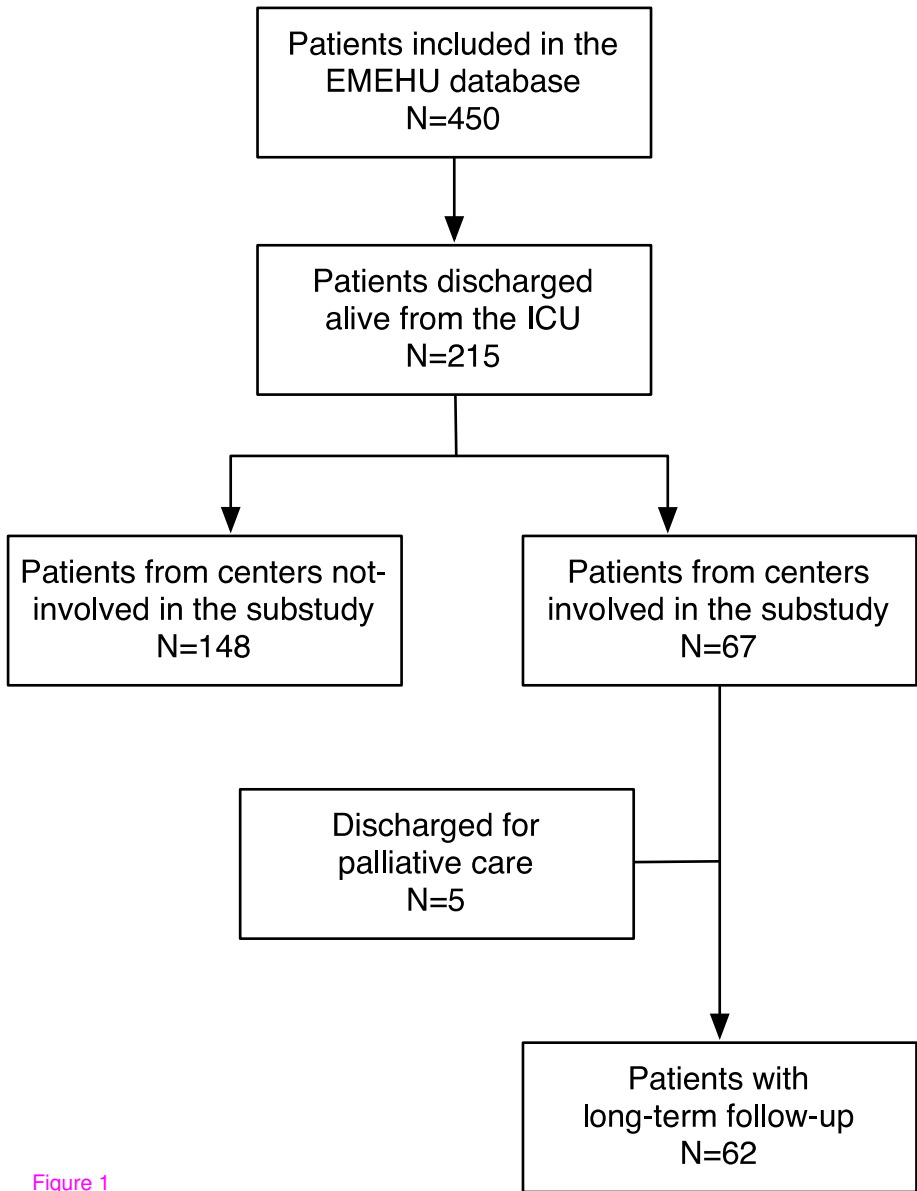 Patients included in the
EMEHU database
N=450
Patients discharged
alive from the ICU
N=215
Patients from centers not-
involved in the substudy
N=148
Patients from centers
involved in the substudy
N=67
Discharged for
palliative care
N=5
Patients with
long-term follow-up
N=62
Figure 1